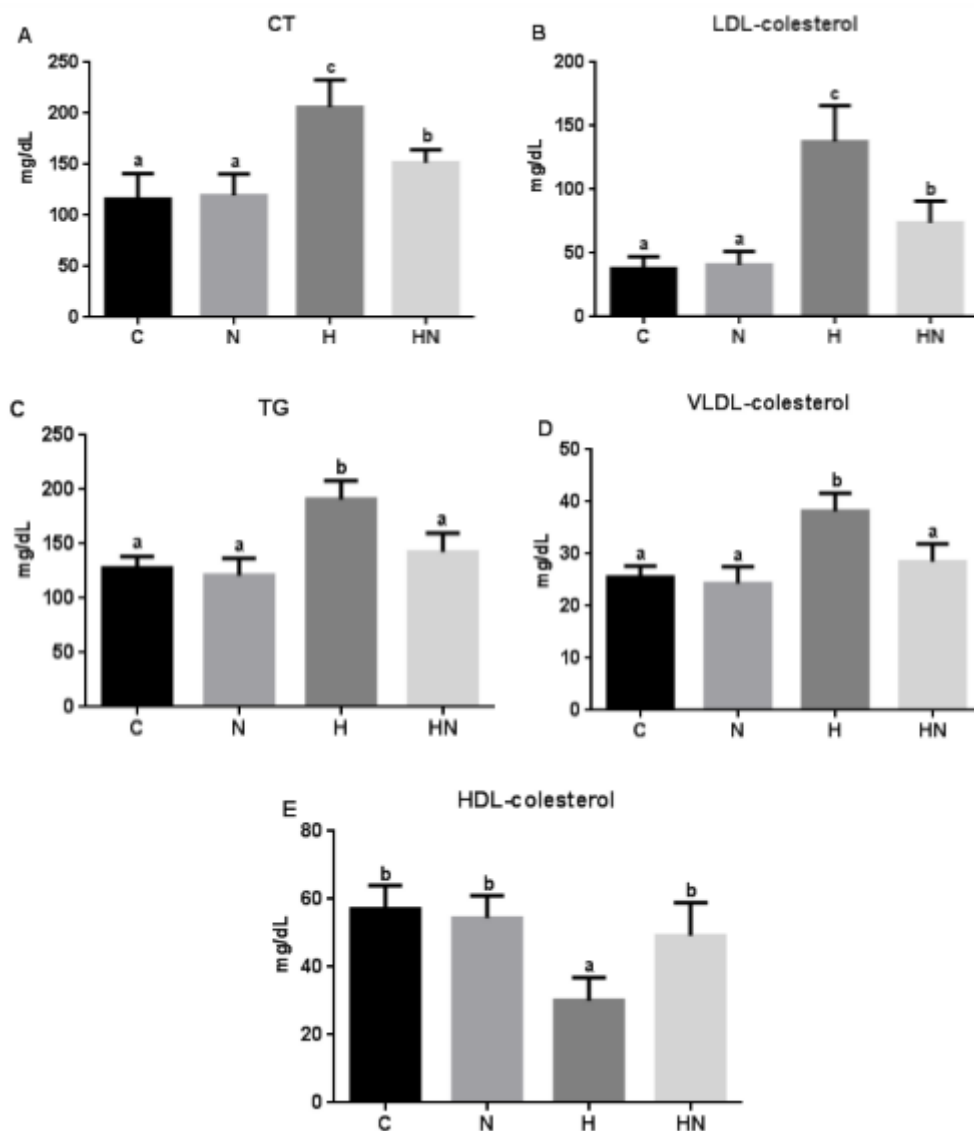 A
CT
250
200
150
100
50
0
mg/dL
a
a
c
b
C N H HN
B
LDL-colesterol
200
150
100
50
0
mg/dL
a
a
c
b
C N H HN
C
TG
250
200
150
100
50
0
mg/dL
a
a
b
a
C N H HN
D
VLDL-colesterol
50
40
30
20
10
0
mg/dL
a
a
b
a
C N H HN
E
HDL-colesterol
80
60
40
20
0
mg/dL
b
b
a
b
C N H HN